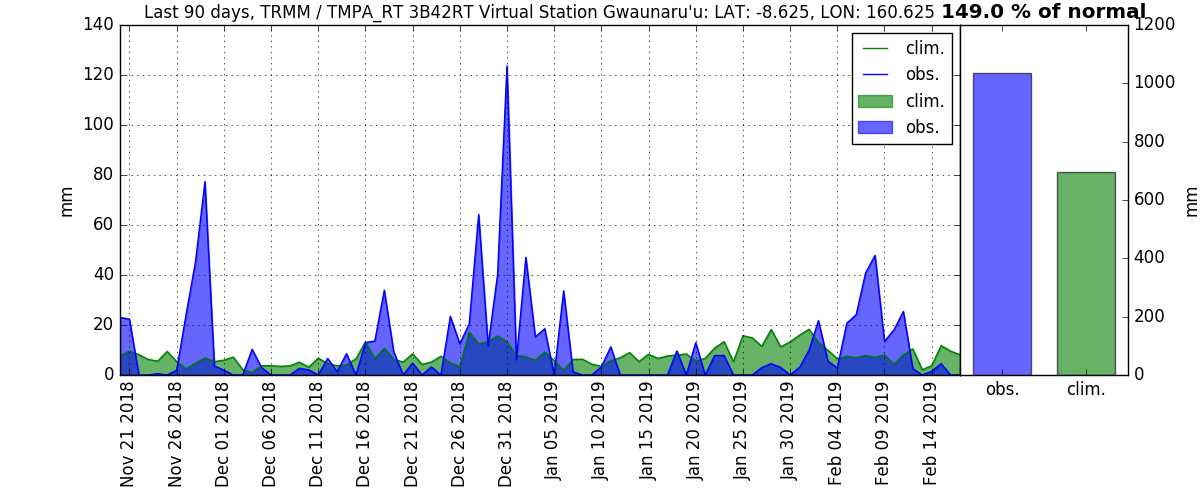 Last 90 days, TRMM / TMPA_RT 3B42RT Virtual Station Gwaunaru'u: LAT: -8.625, LON: 160.625 149.0 % of normal
140
120
100
80
60
40
20
0
mm
clim.
obs.
clim.
obs.
1200
1000
800
600
400
200
0
mm
Nov 21 2018
Nov 26 2018
Dec 01 2018
Dec 06 2018
Dec 11 2018
Dec 16 2018
Dec 21 2018
Dec 26 2018
Dec 31 2018
Jan 05 2019
Jan 10 2019
Jan 15 2019
Jan 20 2019
Jan 25 2019
Jan 30 2019
Feb 04 2019
Feb 09 2019
Feb 14 2019
obs.
clim.